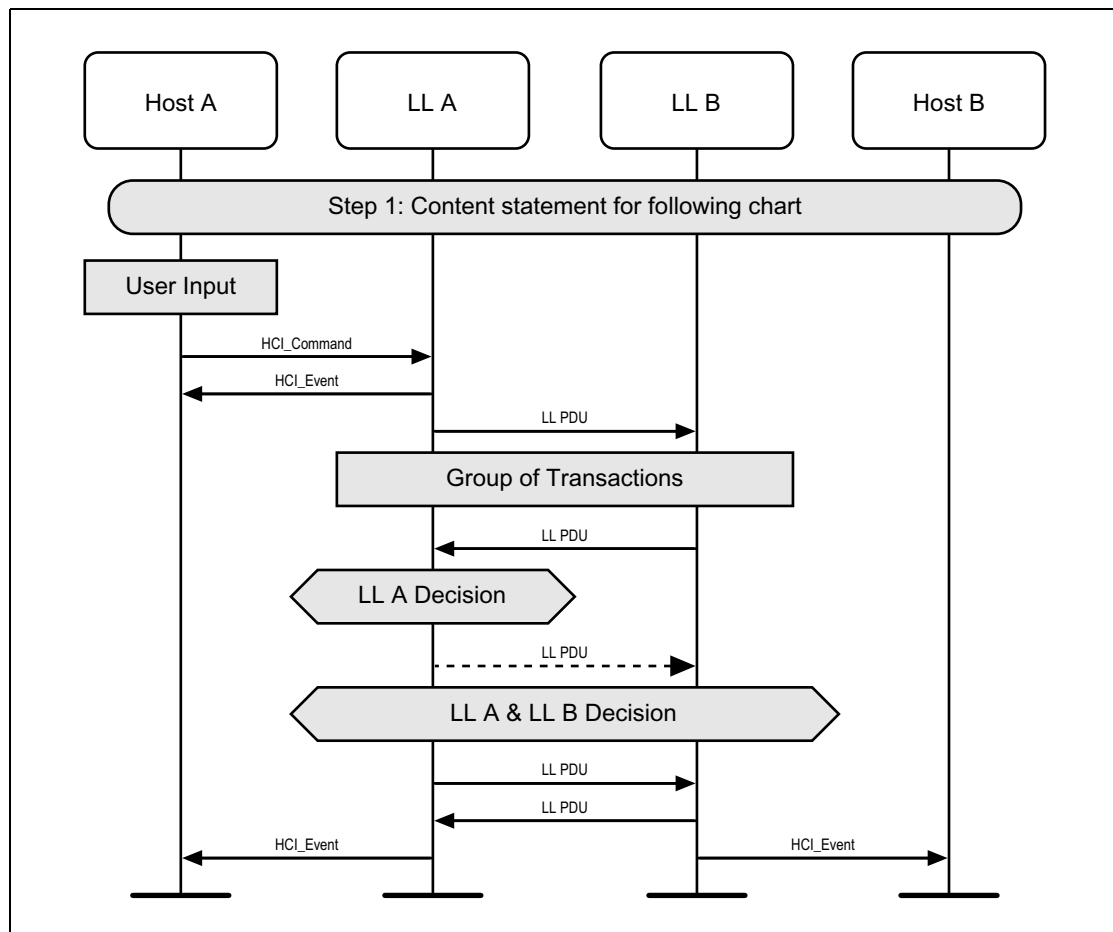 Host A
LL A
LL B
Host B
Step 1: Content statement for following chart
User Input
HCI_Command
HCI_Event
LL PDU
Group of Transactions
LL PDU
LL A Decision
LL PDU
LL A & LL B Decision
LL PDU
LL PDU
HCI_Event
HCI_Event